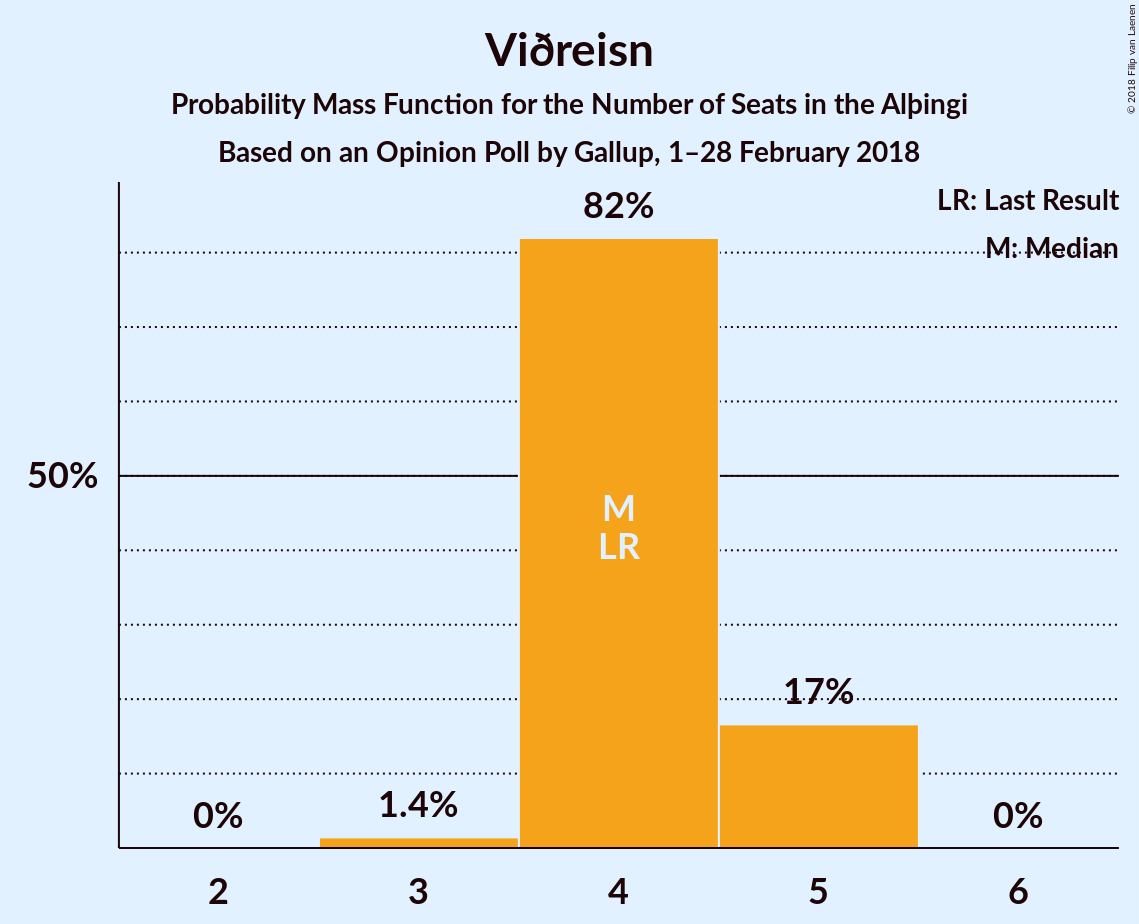 Viðreisn
Probability Mass Function for the Number of Seats in the Alþingi
Based on an Opinion Poll by Gallup, 1–28 February 2018
© 2018 Filip van Laenen
LR: Last Result
M: Median
82%
50%
M
LR
17%
1.4%
0%
0%
2
3
4
5
6